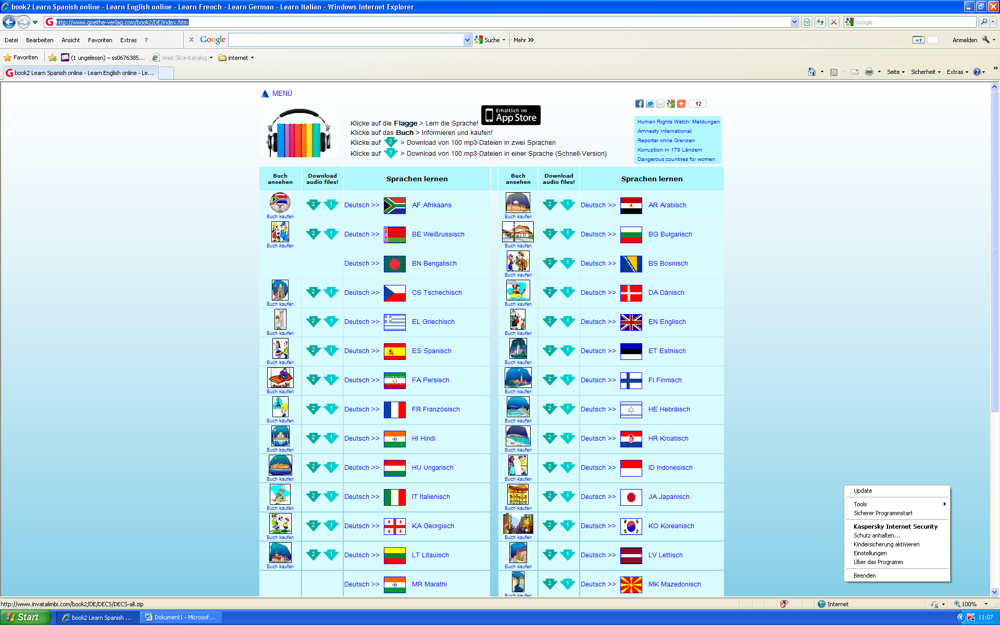 book2 Learn Spanish online - Learn English online - Learn French - Learn German - Learn Italian - Windows Internet Explorer
http://www.goethe-verlag.com/book2/DE/index.htm
Google
Datei Bearbeiten Ansicht Favoriten Extras ?
x Google Suche Mehr >> +1 Anmelden
Favoriten (1 ungelesen) – ss0676385... Web Slice-Katalog internet
book2 Learn Spanish online - Learn English online - Le... Seite Sicherheit Extras
MENÜ
12
Erhältlich im
App Store
Klicke auf die Flagge > Lern die Sprache!
Klicke auf das Buch > Informieren und kaufen!
Klicke auf 2 > Download von 100 mp3-Dateien in zwei Sprachen
Klicke auf 1 > Download von 100 mp3-Dateien in einer Sprache (Schnell-Version)
Human Rights Watch: Meldungen
Amnesty International
Reporter ohne Grenzen
Korruption in 178 Ländern
Dangerous countries for women
Buch ansehen Download audio files! Sprachen lernen Buch ansehen Download audio files! Sprachen lernen
2 1 Deutsch >> AF Afrikaans 2 1 Deutsch >> AR Arabisch
Buch kaufen Buch kaufen
2 1 Deutsch >> BE Weißrussisch 2 1 Deutsch >> BG Bulgarisch
Buch kaufen Buch kaufen
Deutsch >> BN Bengalisch 2 1 Deutsch >> BS Bosnisch
Buch kaufen
2 1 Deutsch >> CS Tschechisch 2 1 Deutsch >> DA Dänisch
Buch kaufen Buch kaufen
2 1 Deutsch >> EL Griechisch 2 1 Deutsch >> EN Englisch
Buch kaufen Buch kaufen
2 1 Deutsch >> ES Spanisch 2 1 Deutsch >> ET Estnisch
Buch kaufen Buch kaufen
2 1 Deutsch >> FA Persisch 2 1 Deutsch >> FI Finnisch
Buch kaufen Buch kaufen
2 1 Deutsch >> FR Französisch 2 1 Deutsch >> HE Hebräisch
Buch kaufen Buch kaufen
2 1 Deutsch >> HI Hindi 2 1 Deutsch >> HR Kroatisch
Buch kaufen Buch kaufen
2 1 Deutsch >> HU Ungarisch 2 1 Deutsch >> ID Indonesisch
Buch kaufen Buch kaufen
2 1 Deutsch >> IT Italienisch 2 1 Deutsch >> JA Japanisch
Buch kaufen Buch kaufen
2 1 Deutsch >> KA Georgisch 2 1 Deutsch >> KO Koreanisch
Buch kaufen Buch kaufen
2 1 Deutsch >> LT Litauisch 2 1 Deutsch >> LV Lettisch
Buch kaufen Buch kaufen
Deutsch >> MR Marathi 2 1 Deutsch >> MK Mazedonisch
Buch kaufen
Update
Tools
Sicherer Programmstart
Kaspersky Internet Security
Schutz anhalten...
Kindersicherung aktivieren
Einstellungen
Über das Programm
Beenden
http://www.invatalimbi.com/book2/DE/DECS/DECS-all.zip Internet 100%
Start book2 Learn Spanish ... Dokument1 - Microsof... 11:07